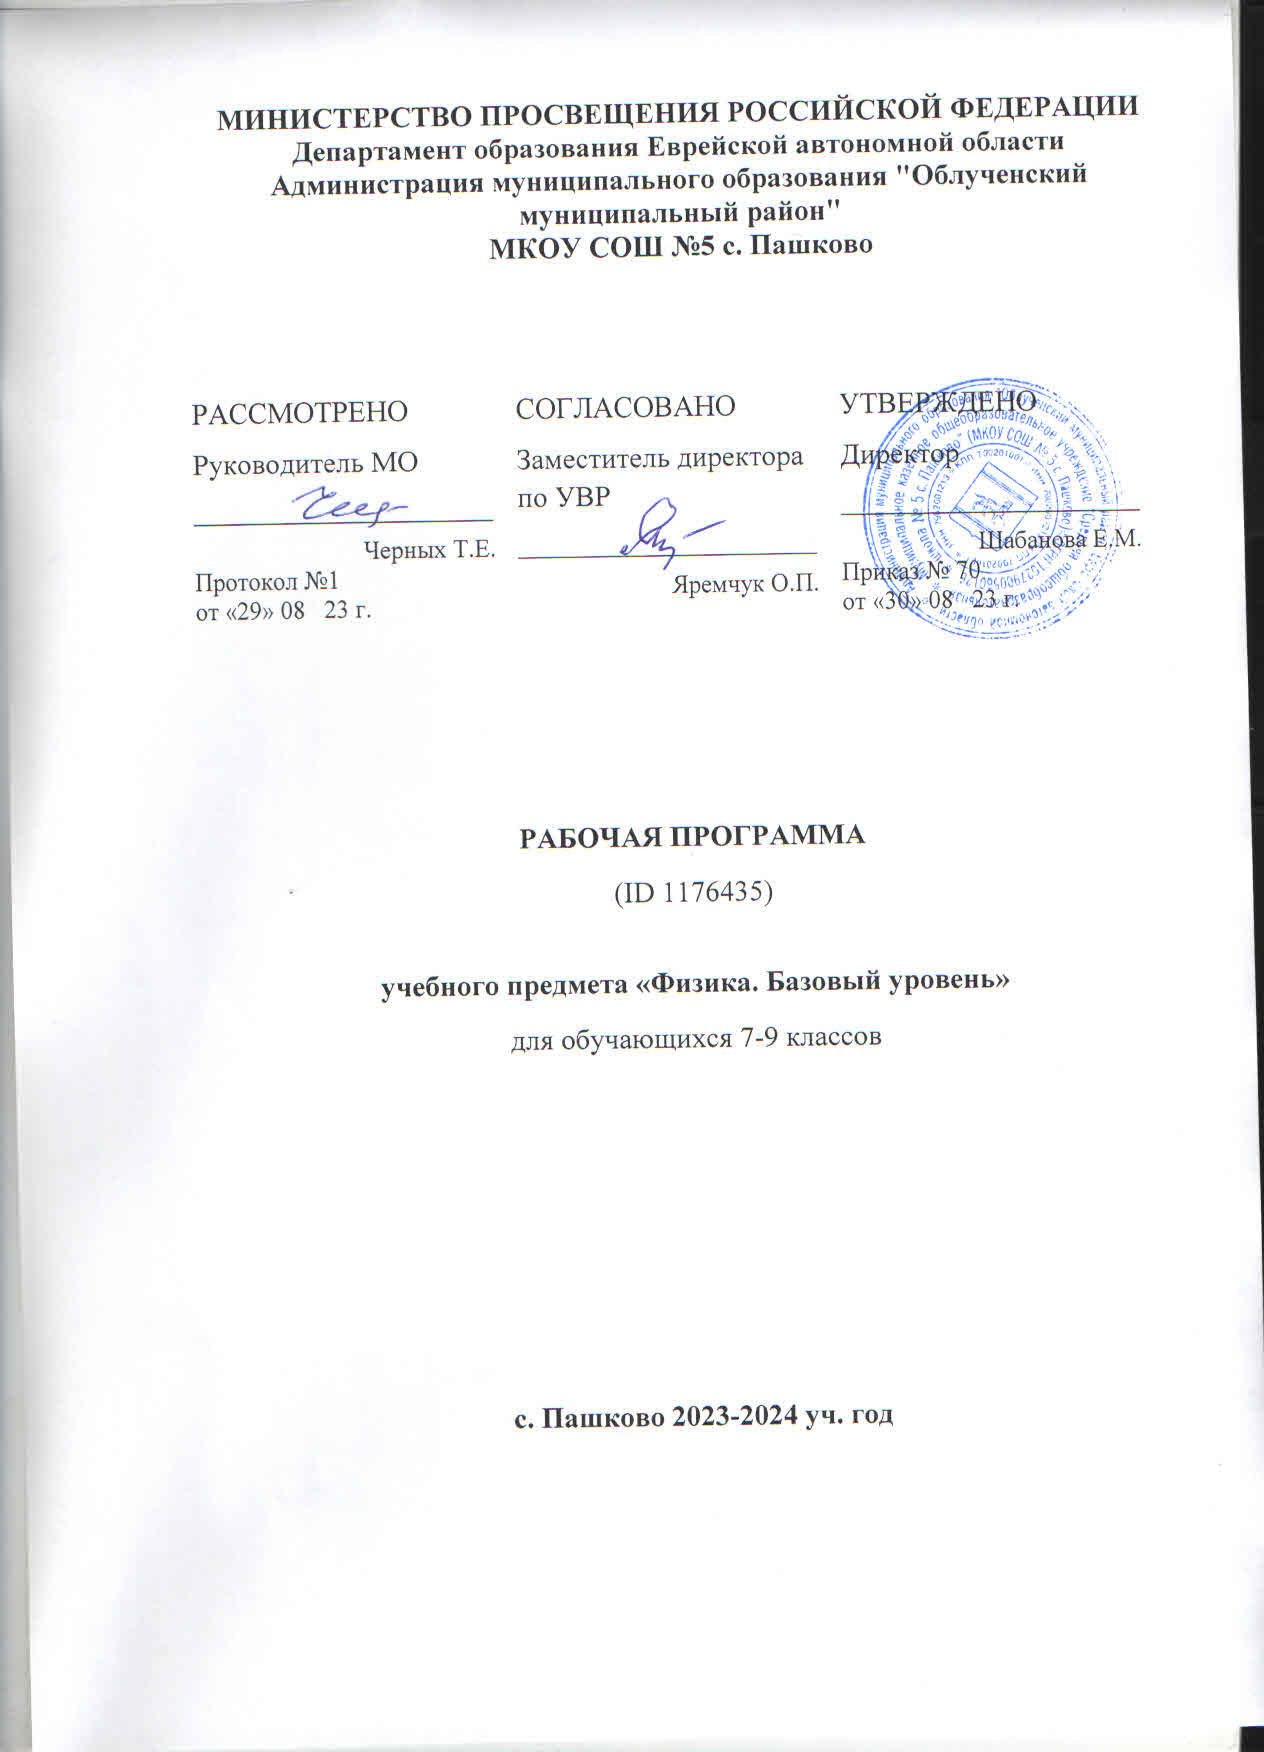 МИНИСТЕРСТВО ПРОСВЕЩЕНИЯ РОССИЙСКОЙ ФЕДЕРАЦИИ
Департамент образования Еврейской автономной области
Администрация муниципального образования "Облученский
муниципальный район"
МКОУ СОШ №5 с. Пашково
РАССМОТРЕНО
Руководитель МО
Черных Т.Е.
Протокол №1
от «29» 08 23 г.
СОГЛАСОВАНО
Заместитель директора
по УВР
Яремчук О.П.
УТВЕРЖДЕНО
Директор
Шабанова Е.М.
Приказ № 70
от «30» 08 23 г.
РАБОЧАЯ ПРОГРАММА
(ID 1176435)
учебного предмета «Физика. Базовый уровень»
для обучающихся 7-9 классов
с. Пашково 2023-2024 уч. год